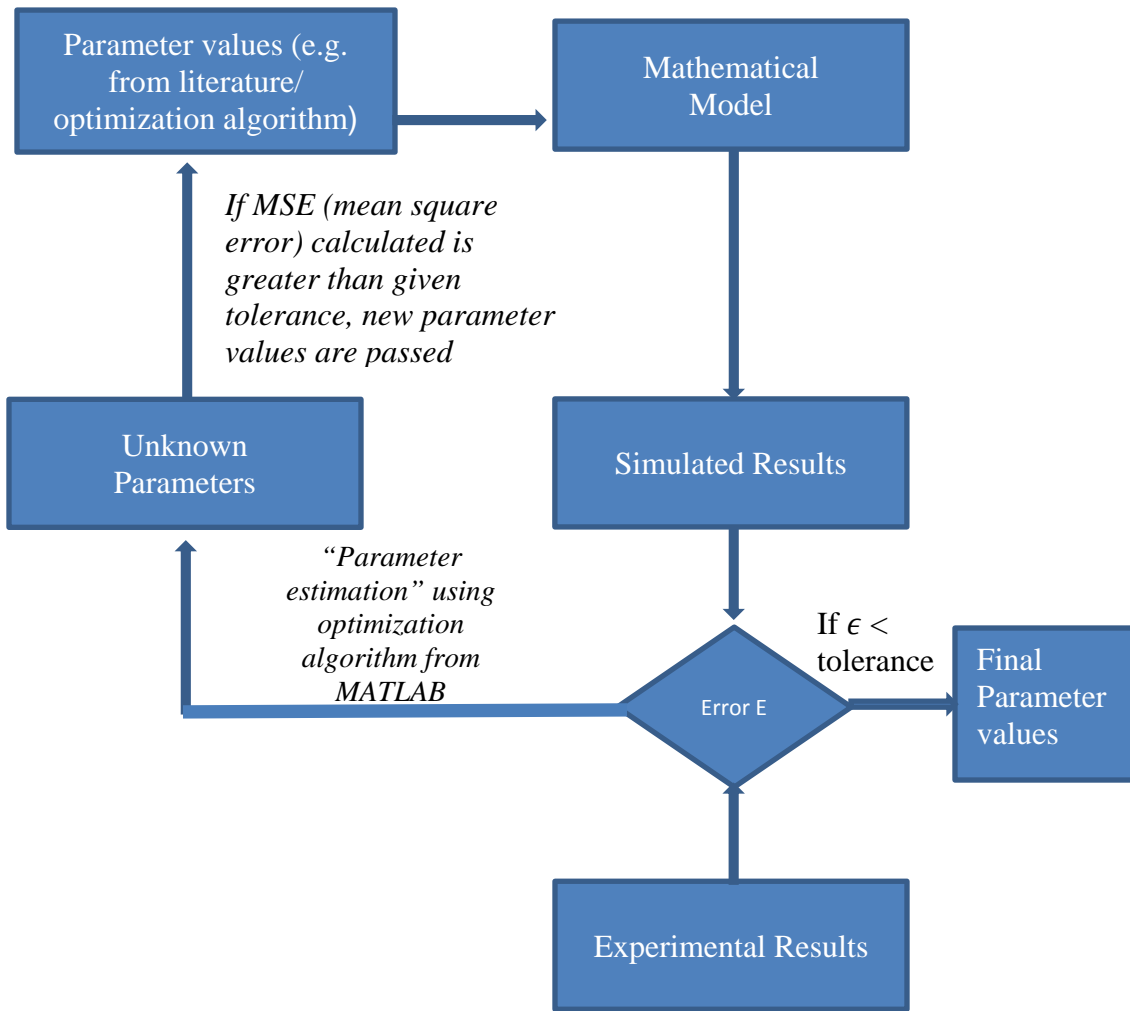 Parameter values (e.g.
from literature/
optimization algorithm)
Mathematical
Model
If MSE (mean square
error) calculated is
greater than given
tolerance, new parameter
values are passed
Unknown
Parameters
Simulated Results
“Parameter
estimation” using
optimization
algorithm from
MATLAB
If ϵ <
tolerance
Error E
Final
Parameter
values
Experimental Results